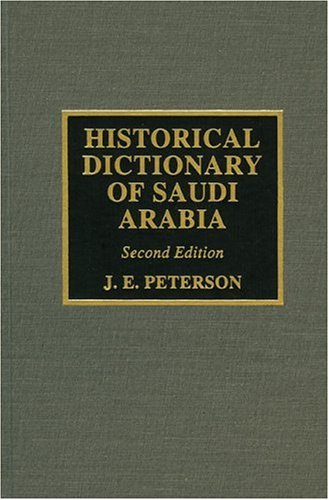 HISTORICAL
DICTIONARY
OF SAUDI
ARABIA
Second Edition
J. E. PETERSON